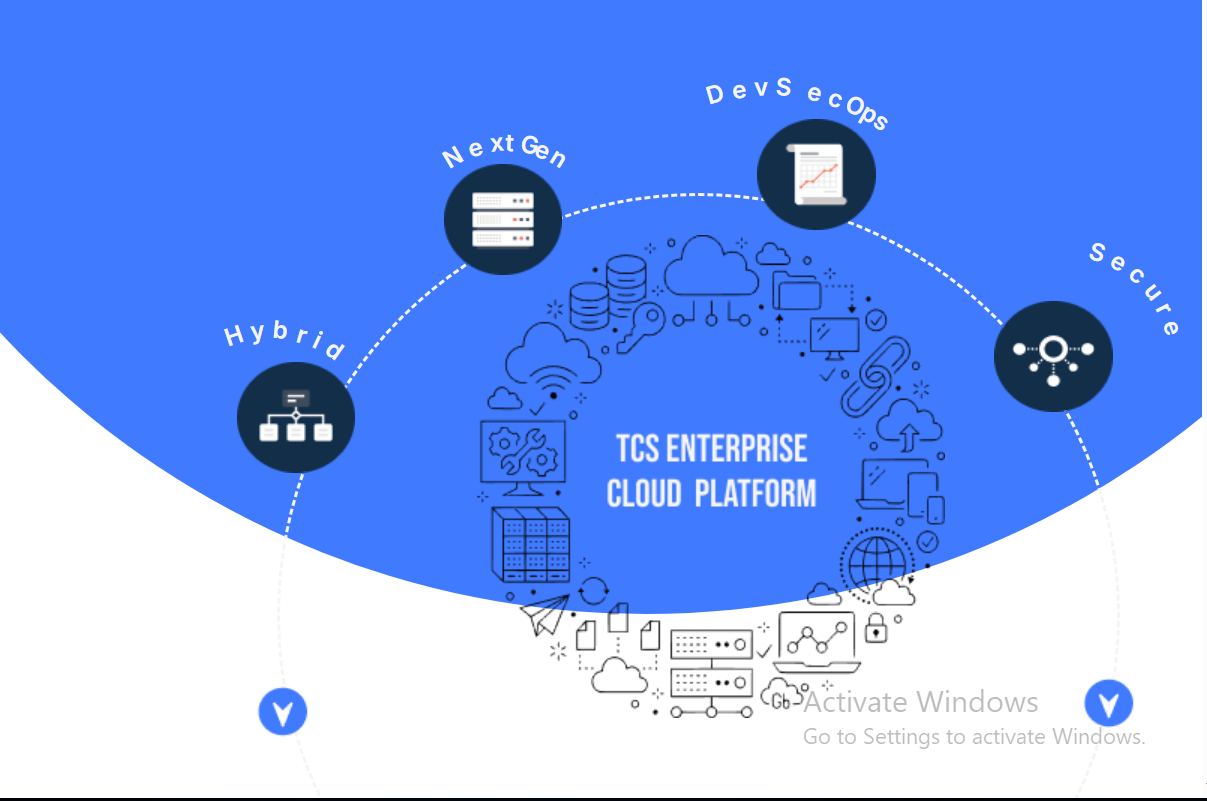 DevSecOps
NextGen
Secure
Hybrid
TCS ENTERPRISE
CLOUD PLATFORM
Gb
Activate Windows
Go to Settings to activate Windows.